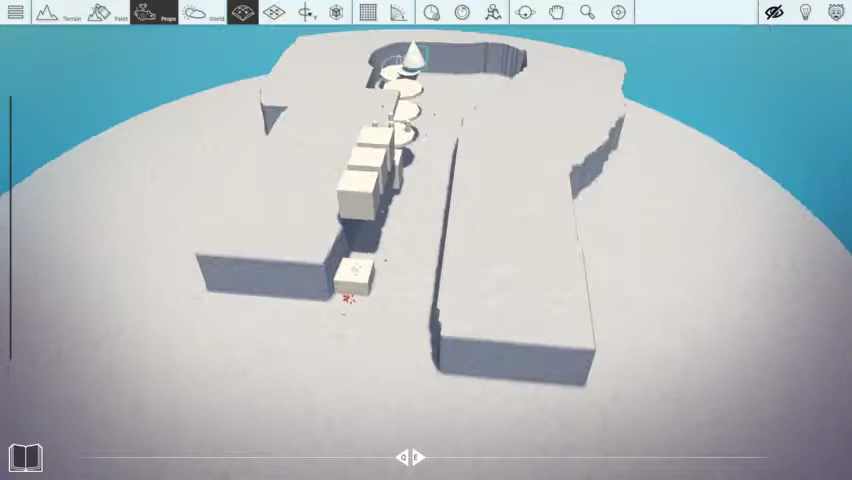 Terrain
Paint
Props
World
Y
Q E